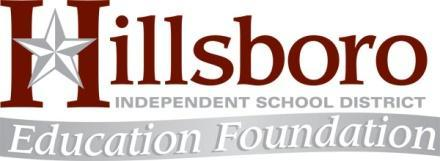 Hillsboro
INDEPENDENT SCHOOL DISTRICT
Education Foundation